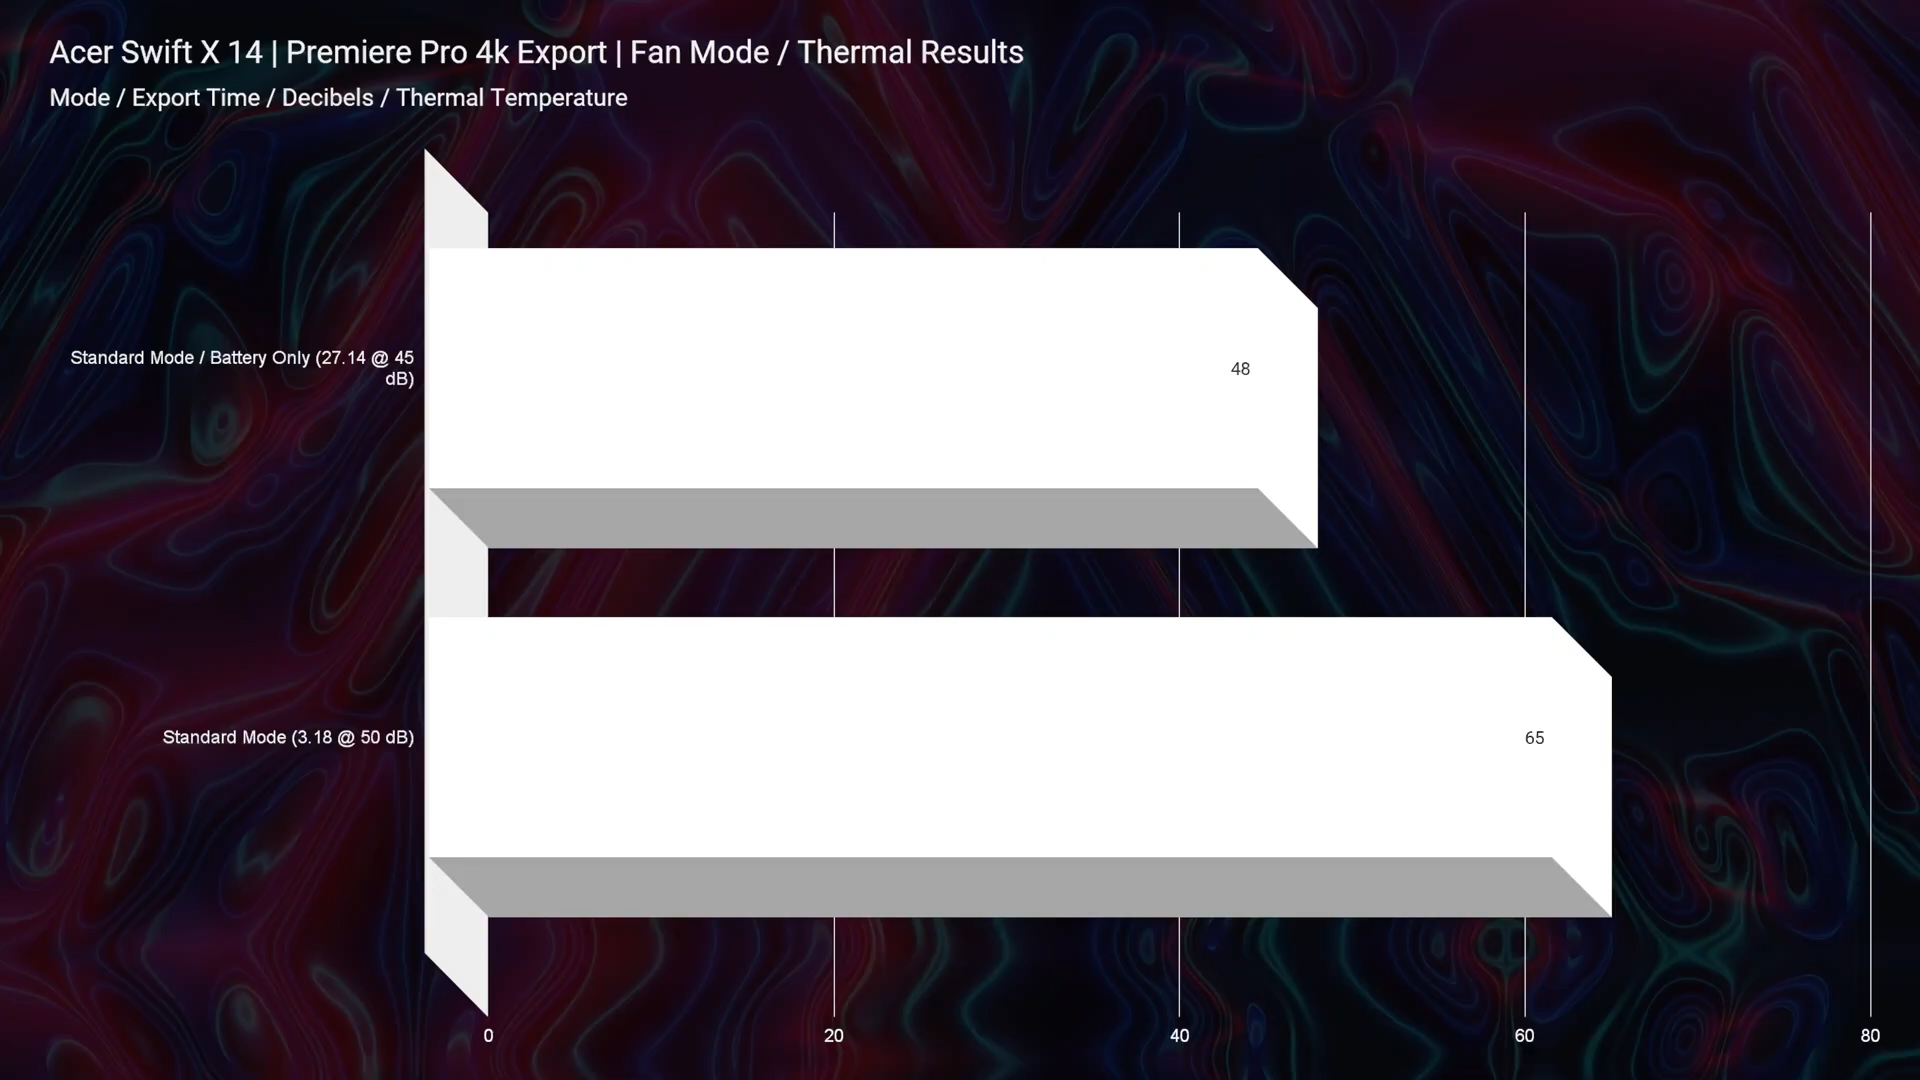 Acer Swift X 14 | Premiere Pro 4k Export | Fan Mode / Thermal Results
Mode / Export Time / Decibels / Thermal Temperature
Standard Mode / Battery Only (27.14 @ 45
dB)
48
Standard Mode (3.18 @ 50 dB)
65
0
20
40
60
80